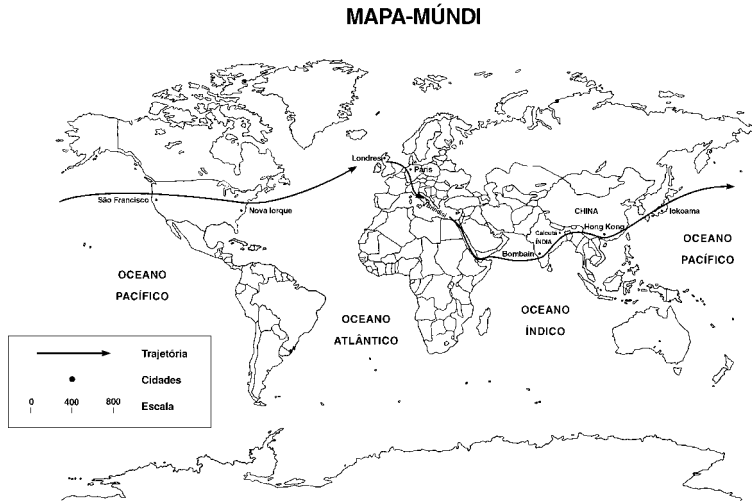 MAPA-MÚNDI
Londres
Paris
São Francisco
Nova Iorque
CHINA
Iokoama
Calcutá
Hong Kong
ÍNDIA
Bombaim
OCEANO
PACÍFICO
OCEANO
PACÍFICO
OCEANO
ÍNDICO
OCEANO
ATLÂNTICO
Trajetória
Cidades
0 400 800 Escala